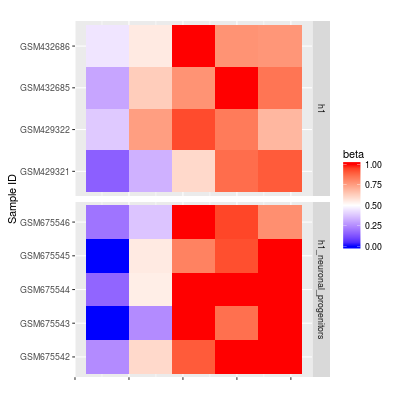 Sample ID
GSM432686
GSM432685
GSM429322
GSM429321
h1
GSM675546
GSM675545
GSM675544
GSM675543
GSM675542
h1_neuronal_progenitors
beta
1.00
0.75
0.50
0.25
0.00